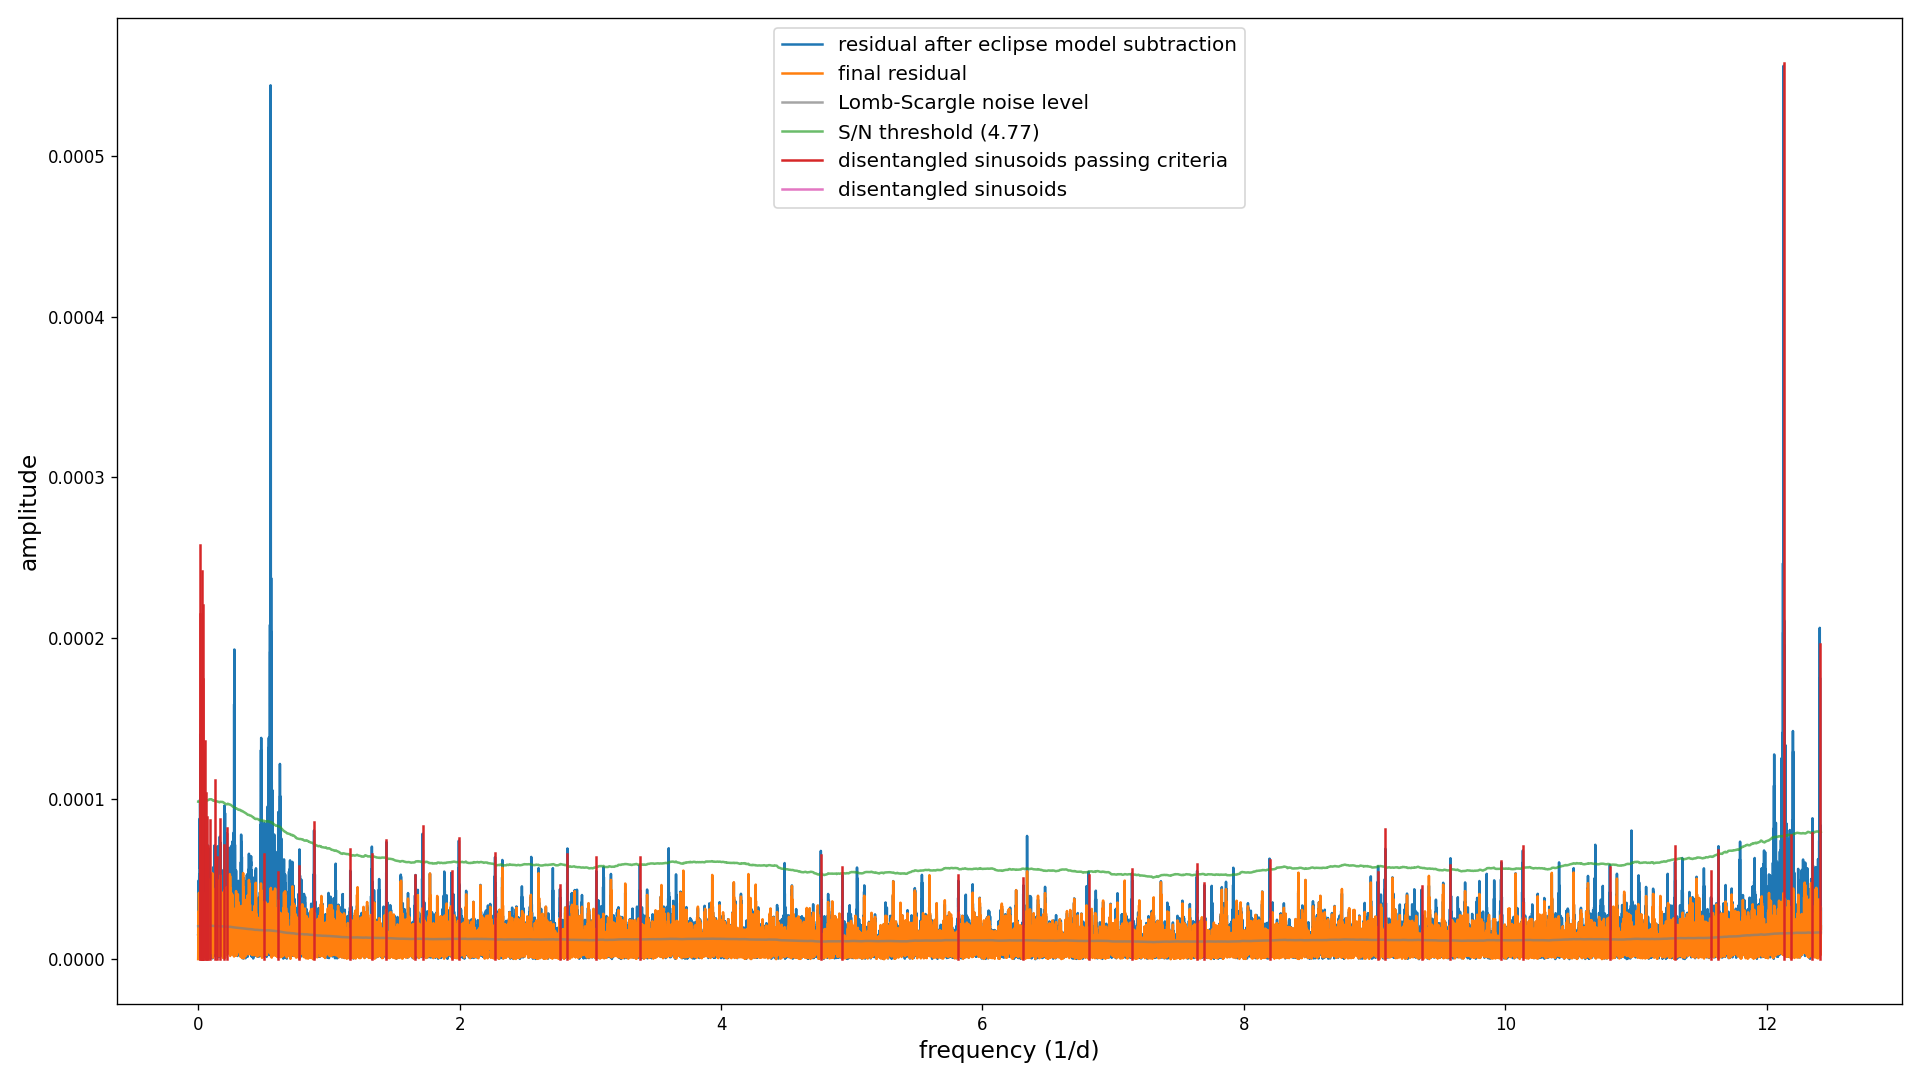 residual after eclipse model subtraction
final residual
Lomb-Scargle noise level
S/N threshold (4.77)
disentangled sinusoids passing criteria
disentangled sinusoids
amplitude
0.0005
0.0004
0.0003
0.0002
0.0001
0.0000
0 2 4 6 8 10 12
frequency (1/d)